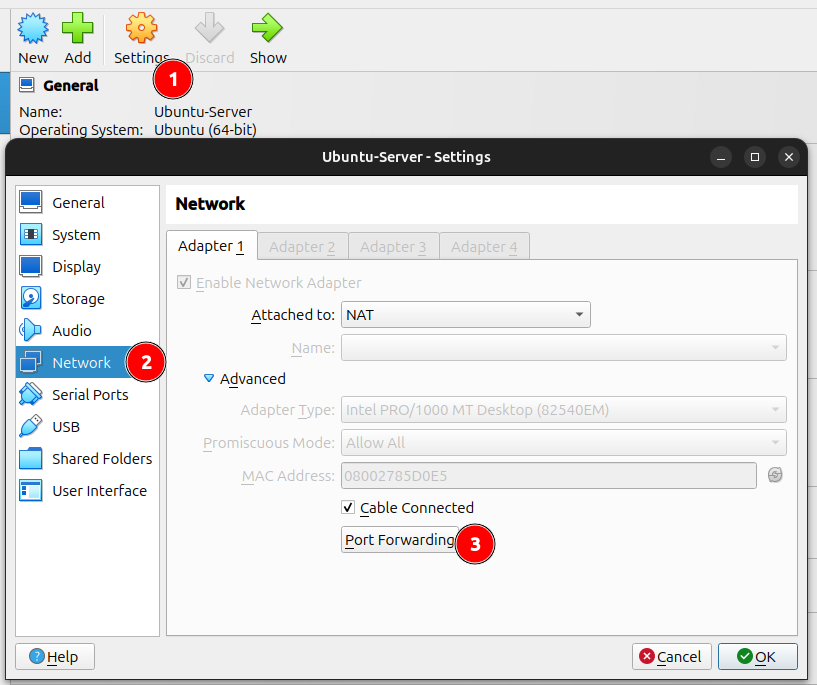 New Add Settings Discard Show
1
General
Name: Ubuntu-Server
Operating System: Ubuntu (64-bit)
Ubuntu-Server - Settings
General
System
Display
Storage
Audio
Network
2
Serial Ports
USB
Shared Folders
User Interface
Network
Adapter 1 Adapter 2 Adapter 3 Adapter 4
Enable Network Adapter
Attached to: NAT
Name:
Advanced
Adapter Type: Intel PRO/1000 MT Desktop (82540EM)
Promiscuous Mode: Allow All
MAC Address: 08002785D0E5
Cable Connected
Port Forwarding
3
Help Cancel OK